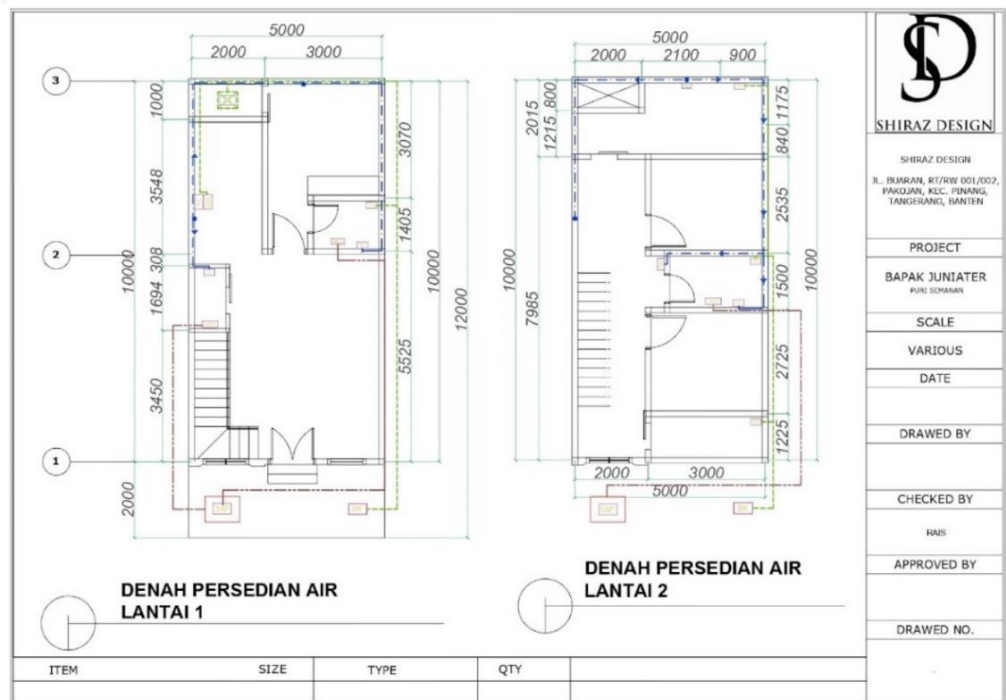 5000
2000
3000
3
1000
3548
3070
1405
2
308
10000
1694
10000
12000
5525
3450
1
2000
DENAH PERSEDIAN AIR
LANTAI 1
5000
2000
2100
900
800
2015
1215
1175
840
2535
10000
7985
1500
10000
2725
1225
2000
3000
5000
DENAH PERSEDIAN AIR
LANTAI 2
SD
SHIRAZ DESIGN
SHIRAZ DESIGN
JL. BUARAN, RT/RW 001/002,
PAKOJAN, KEC. PINANG,
TANGERANG, BANTEN
PROJECT
BAPAK JUNIATER
PURI SEMANAN
SCALE
VARIOUS
DATE
DRAWED BY
CHECKED BY
RAIS
APPROVED BY
DRAWED NO.
ITEM SIZE TYPE QTY